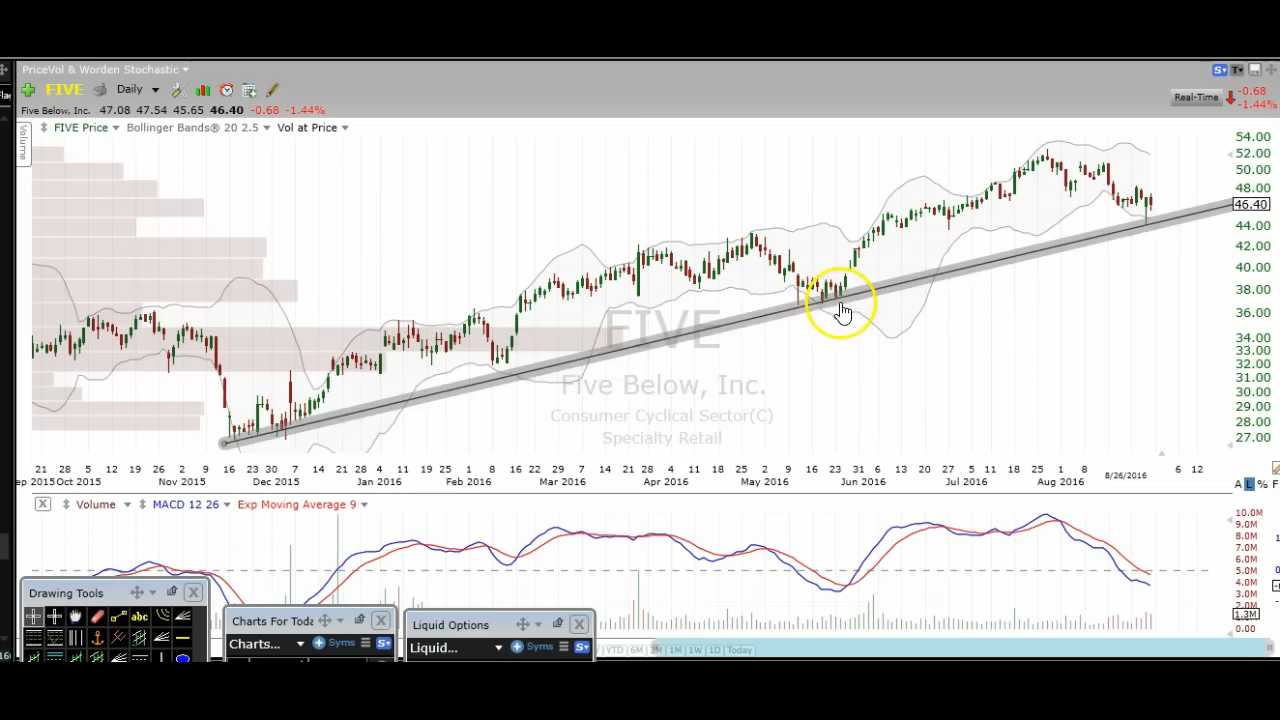 PriceVol & Worden Stochastic
FIVE Daily
Five Below, Inc. 47.08 47.54 45.65 46.40 -0.68 -1.44%
Real-Time -0.68
-1.44%
FIVE Price Bollinger Bands® 20 2.5 Vol at Price
Volume
54.00
52.00
50.00
48.00
46.40
44.00
42.00
40.00
38.00
36.00
34.00
33.00
32.00
31.00
30.00
29.00
28.00
27.00
FIVE
Five Below, Inc.
Consumer Cyclical Sector(C)
Specialty Retail
21 28 5 12 19 26 2 9 16 23 30 7 14 21 28 4 11 19 25 1 8 16 22 29 7 14 21 28 4 11 18 25 2 9 16 23 31 6 13 20 27 5 11 18 25 1 8 6 12
ep 2015 Oct 2015 Nov 2015 Dec 2015 Jan 2016 Feb 2016 Mar 2016 Apr 2016 May 2016 Jun 2016 Jul 2016 Aug 2016 8/26/2016
A L % F
X Volume MACD 12 26 Exp Moving Average 9
10.0M
9.0M
8.0M
7.0M
6.0M
5.0M
4.0M
3.0M
2.0M
1.3M
0.00
Drawing Tools X
abc
Charts For Toda X
Charts... Syms S
Liquid Options X
Liquid... Syms S
YTD 6M 3M 1M 1W 1D Today